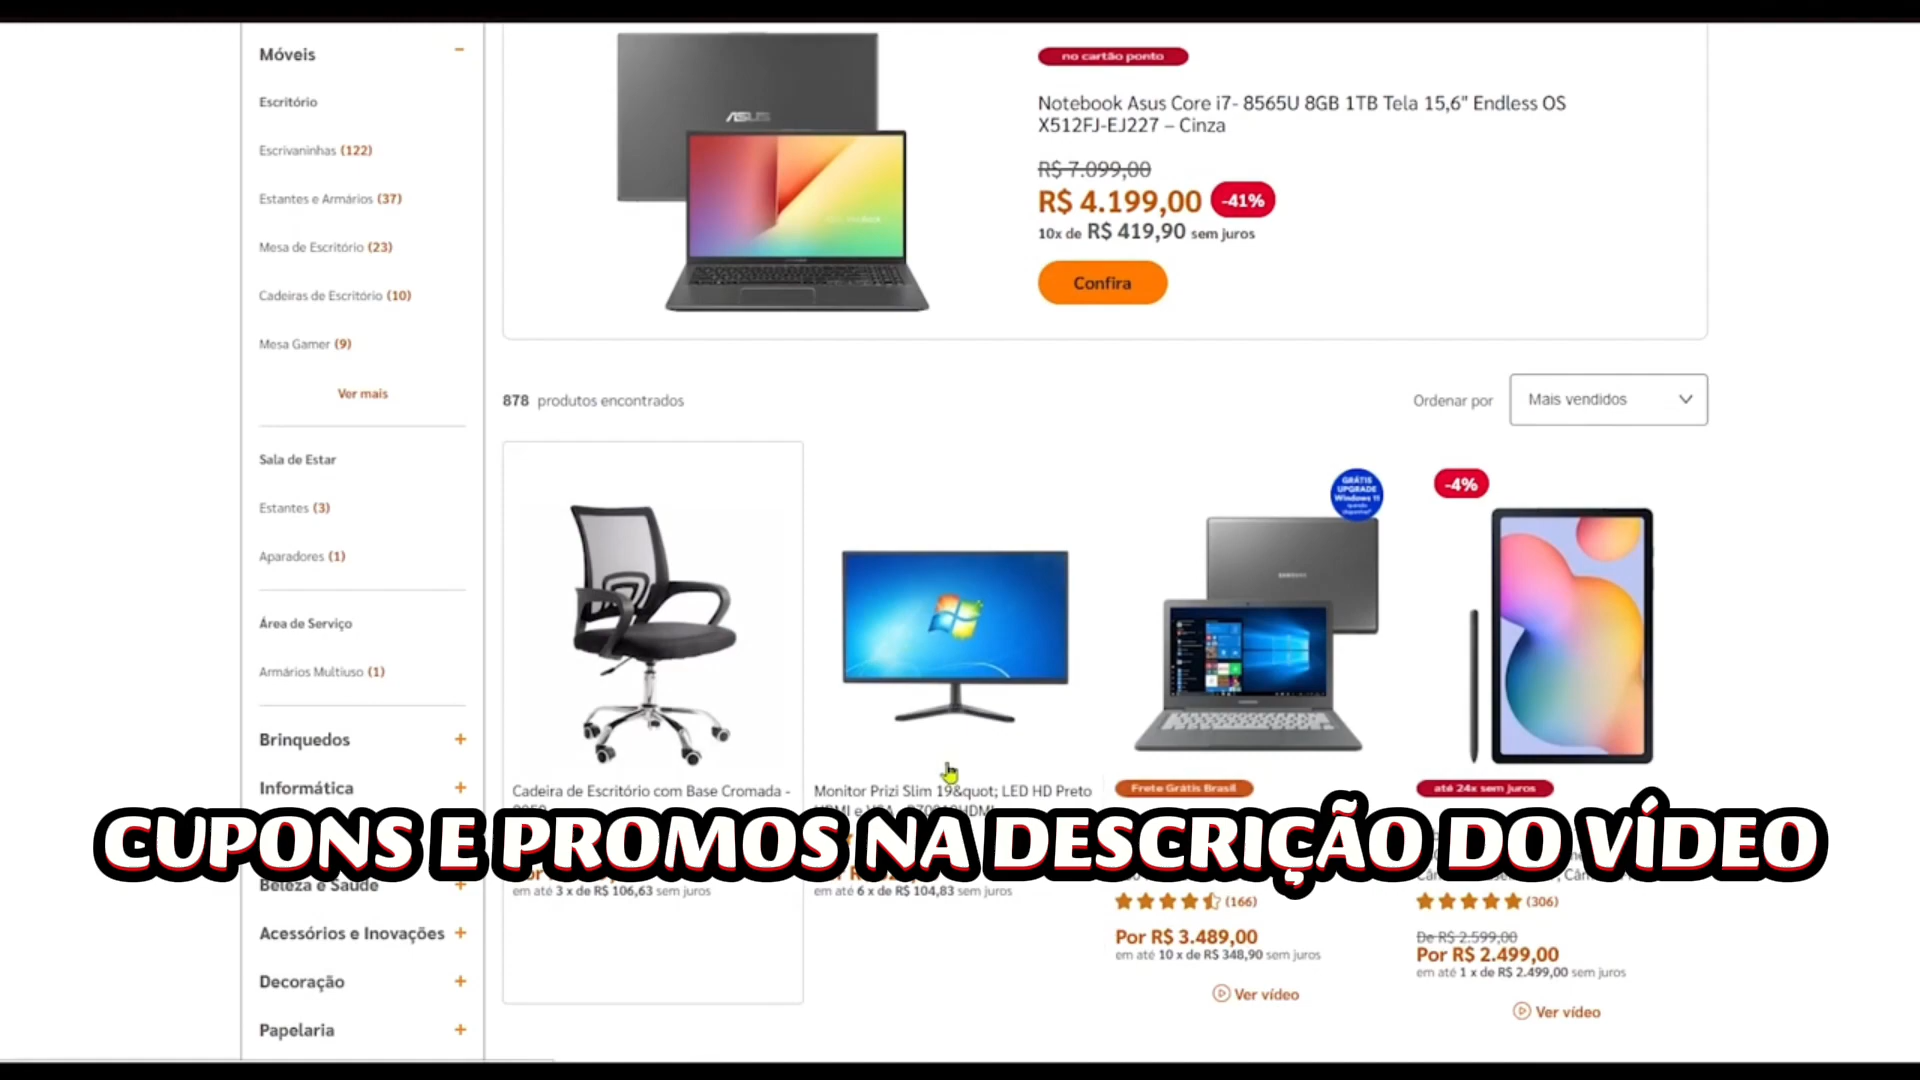 Móveis
Escritório
Escrivaninhas (122)
Estantes e Armários (37)
Mesa de Escritório (23)
Cadeiras de Escritório (10)
Mesa Gamer (9)
Ver mais
Sala de Estar
Estantes (3)
Aparadores (1)
Área de Serviço
Armários Multiuso (1)
Brinquedos
Informática
Beleza e Saúde
Acessórios e Inovações
Decoração
Papelaria
ASUS
no cartão ponto
Notebook Asus Core i7- 8565U 8GB 1TB Tela 15,6" Endless OS
X512FJ-EJ227 – Cinza
R$ 7.099,00
R$ 4.199,00 -41%
10x de R$ 419,90 sem juros
Confira
878 produtos encontrados
Ordenar por Mais vendidos
Cadeira de Escritório com Base Cromada -
em até 3 x de R$ 106,63 sem juros
Monitor Prizi Slim 19&quot; LED HD Preto
em até 6 x de R$ 104,83 sem juros
GRÁTIS
UPGRADE
Windows 11
SAMSUNG
Frete Grátis Brasil
(166)
Por R$ 3.489,00
em até 10 x de R$ 348,90 sem juros
Ver vídeo
-4%
até 24x sem juros
(306)
De R$ 2.599,00
Por R$ 2.499,00
em até 1 x de R$ 2.499,00 sem juros
Ver vídeo
CUPONS E PROMOS NA DESCRIÇÃO DO VÍDEO